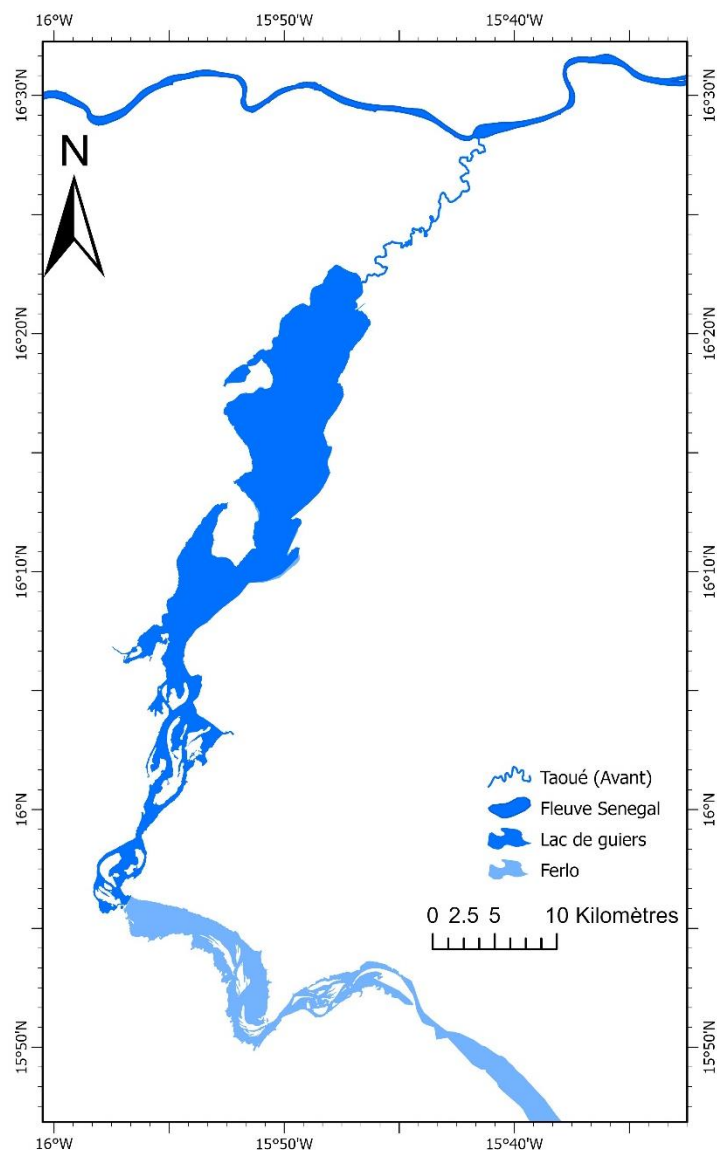 16°W 15°50'W 15°40'W
16°30'N 16°30'N
N
16°20'N 16°20'N
16°10'N 16°10'N
Taoué (Avant)
16°N 16°N
Fleuve Senegal
Lac de guiers
Ferlo
0 2.5 5 10 Kilomètres
15°50'N 15°50'N
16°W 15°50'W 15°40'W